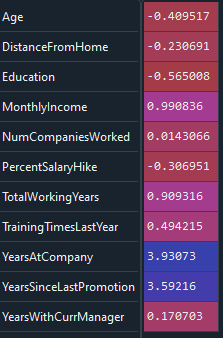 Age -0.409517
DistanceFromHome -0.230691
Education -0.565008
MonthlyIncome 0.990836
NumCompaniesWorked 0.0143066
PercentSalaryHike -0.306951
TotalWorkingYears 0.909316
TrainingTimesLastYear 0.494215
YearsAtCompany 3.93073
YearsSinceLastPromotion 3.59216
YearsWithCurrManager 0.170703